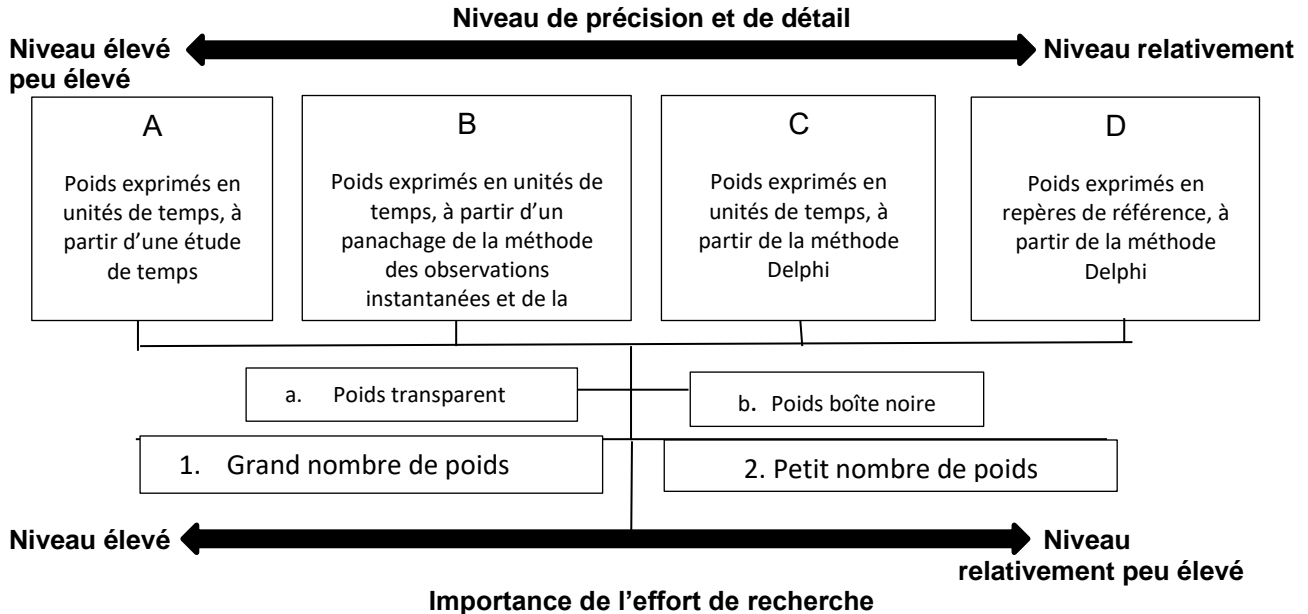 Niveau de précision et de détail
Niveau élevé
peu élevé
Niveau relativement
A
Poids exprimés en
unités de temps, à
partir d'une étude
de temps
B
Poids exprimés en unités de
temps, à partir d'un
panachage de la méthode
des observations
instantanées et de la
C
Poids exprimés en
unités de temps, à
partir de la méthode
Delphi
D
Poids exprimés en
repères de référence, à
partir de la méthode
Delphi
a. Poids transparent
b. Poids boîte noire
1. Grand nombre de poids
2. Petit nombre de poids
Niveau élevé
Niveau
relativement peu élevé
Importance de l'effort de recherche